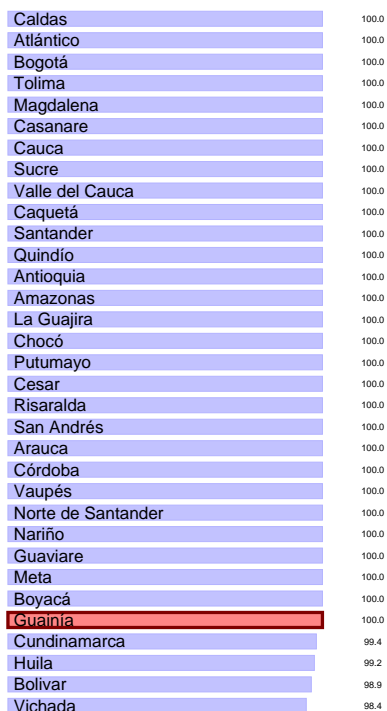 Caldas 100.0
Atlántico 100.0
Bogotá 100.0
Tolima 100.0
Magdalena 100.0
Casanare 100.0
Cauca 100.0
Sucre 100.0
Valle del Cauca 100.0
Caquetá 100.0
Santander 100.0
Quindío 100.0
Antioquia 100.0
Amazonas 100.0
La Guajira 100.0
Chocó 100.0
Putumayo 100.0
Cesar 100.0
Risaralda 100.0
San Andrés 100.0
Arauca 100.0
Córdoba 100.0
Vaupés 100.0
Norte de Santander 100.0
Nariño 100.0
Guaviare 100.0
Meta 100.0
Boyacá 100.0
Guainía 100.0
Cundinamarca 99.4
Huila 99.2
Bolivar 98.9
Vichada 98.4